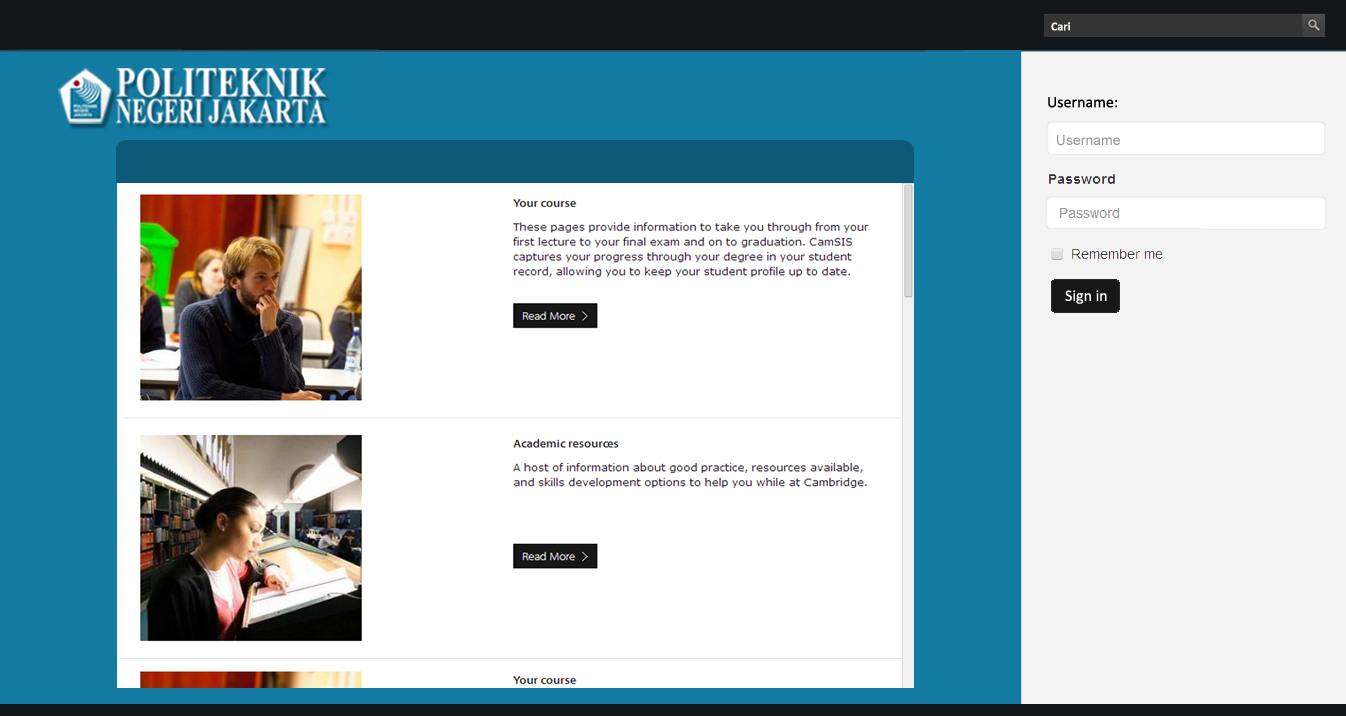 Cari
POLITEKNIK
NEGERI JAKARTA
POLITEKNIK
NEGERI
JAKARTA
Username:
Username
Password
Password
Remember me
Sign in
Your course
These pages provide information to take you through from your
first lecture to your final exam and on to graduation. CamSIS
captures your progress through your degree in your student
record, allowing you to keep your student profile up to date.
Read More
Academic resources
A host of information about good practice, resources available,
and skills development options to help you while at Cambridge.
Read More
Your course